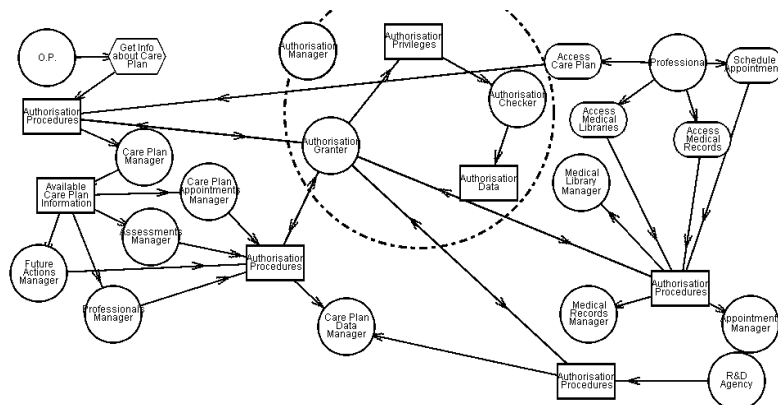 O.P.
Get Info
about Care
Plan
Authorisation
Manager
Authorisation
Privileges
Access
Care Plan
Professional
Schedule
Appointment
Authorisation
Procedures
Authorisation
Checker
Access
Medical
Libraries
Access
Medical
Records
Care Plan
Manager
Authorisation
Granter
Authorisation
Data
Medical
Library
Manager
Available
Care Plan
Information
Care Plan
Appointments
Manager
Assessments
Manager
Authorisation
Procedures
Future
Actions
Manager
Professionals
Manager
Care Plan
Data
Manager
Authorisation
Procedures
Medical
Records
Manager
Appointment
Manager
Authorisation
Procedures
R&D
Agency